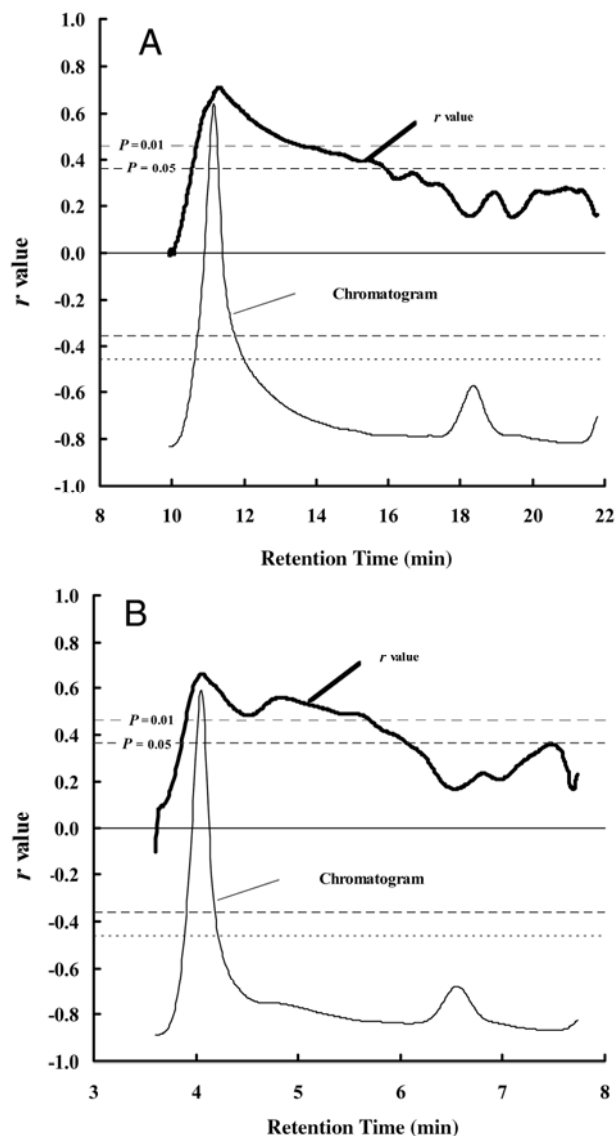 A
1.0
0.8
0.6
0.4
0.2
0.0
-0.2
-0.4
-0.6
-0.8
-1.0
r value
P = 0.01
P = 0.05
r value
Chromatogram
8 10 12 14 16 18 20 21 22
Retention Time (min)
B
1.0
0.8
0.6
0.4
0.2
0.0
-0.2
-0.4
-0.6
-0.8
-1.0
r value
P = 0.01
P = 0.05
r value
Chromatogram
3 4 5 6 7 8
Retention Time (min)